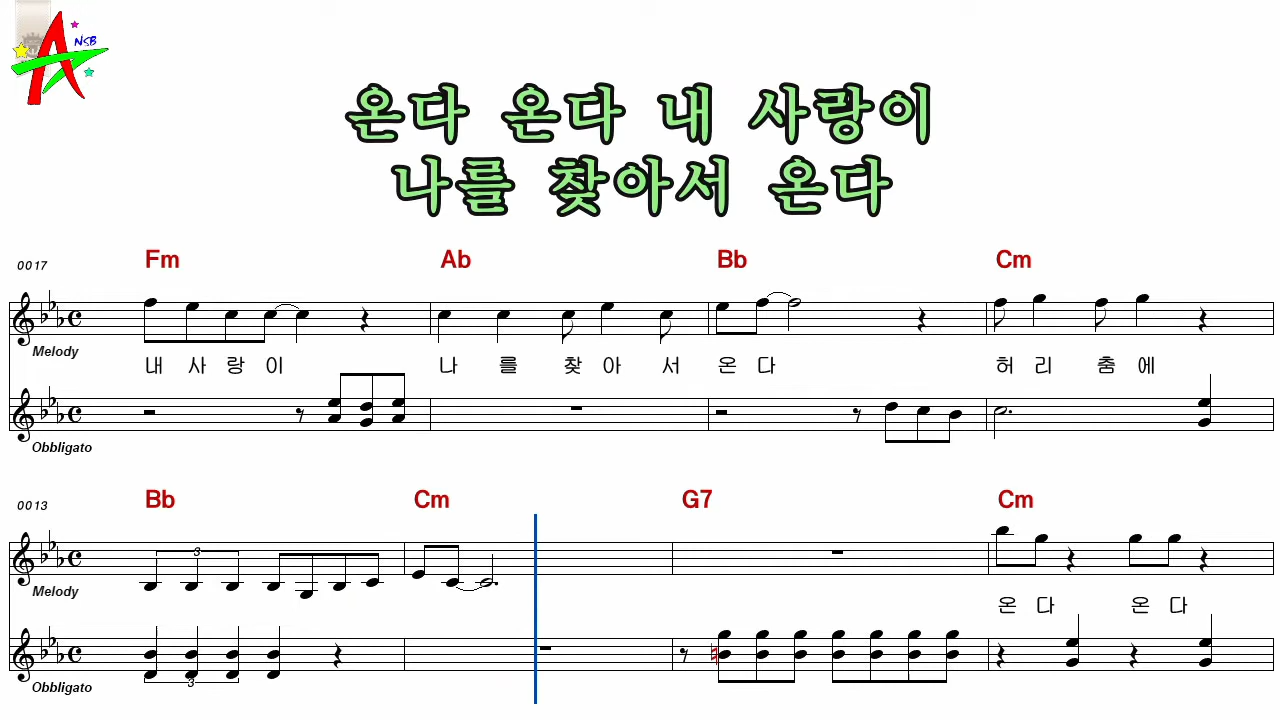 NSB
온다 온다 내 사랑이
나를 찾아서 온다
0017 Fm Ab Bb Cm
Melody
내 사 랑 이 나 를 찾 아 서 온 다 허 리 춤 에
Obbligato
0013 Bb Cm G7 Cm
3
Melody
온 다 온 다
3
Obbligato